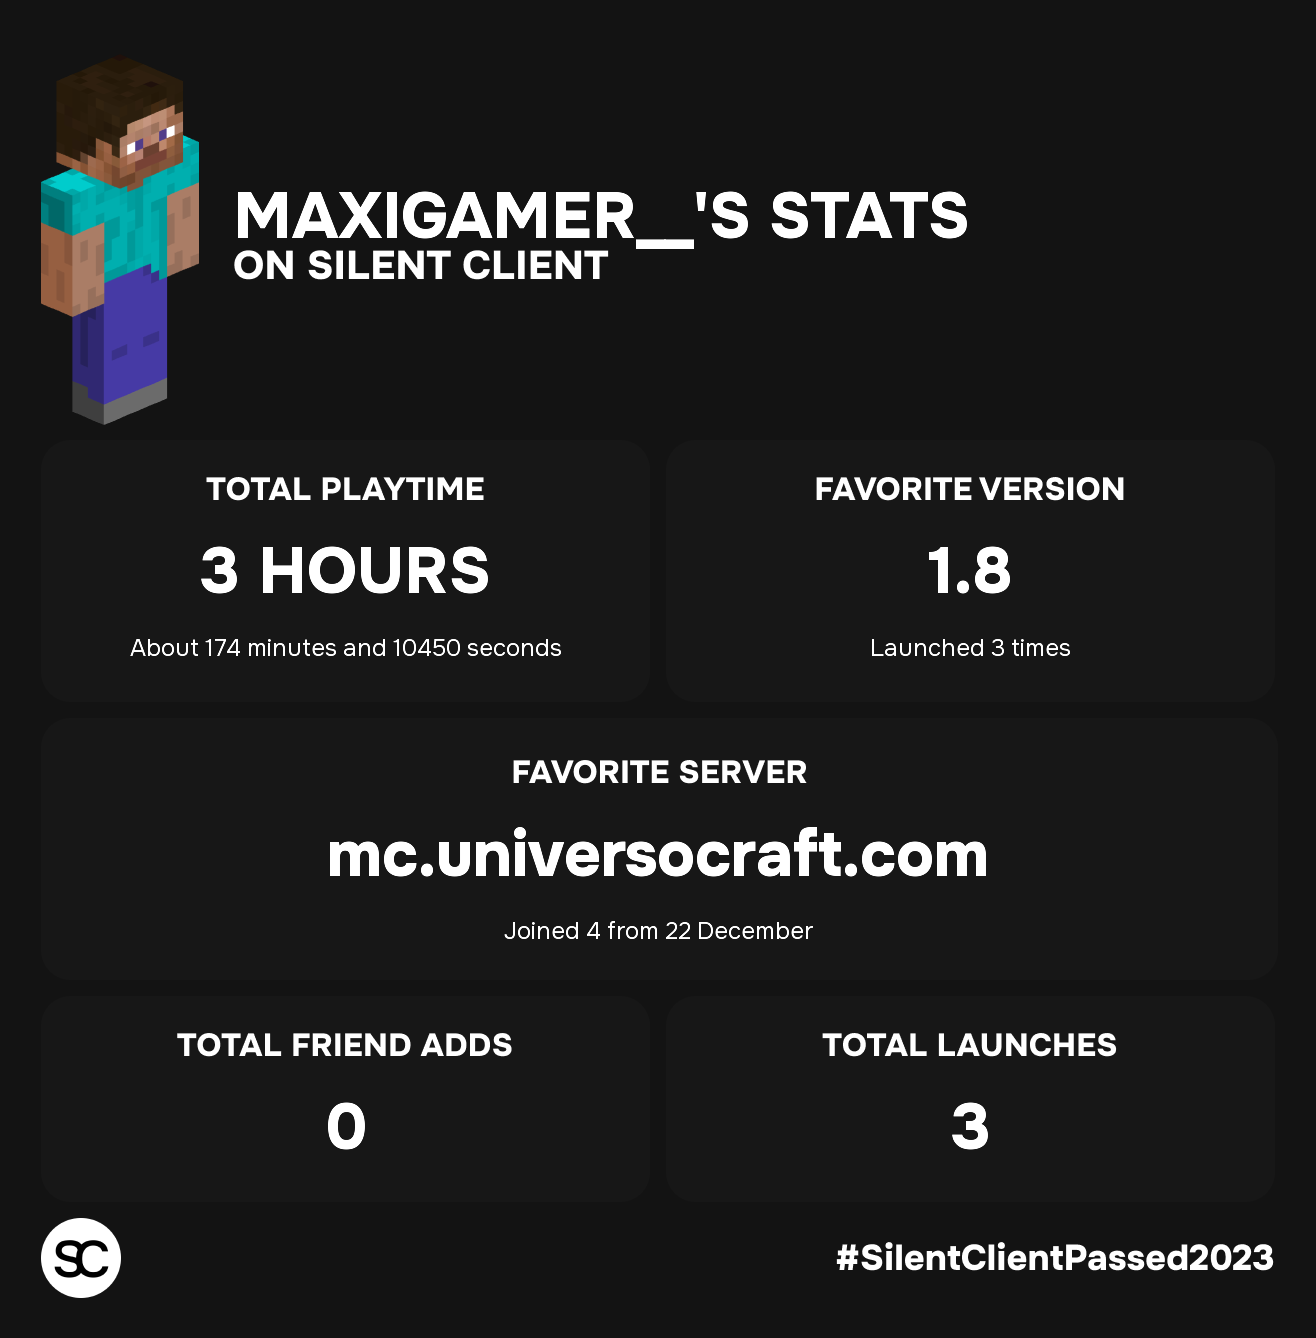 MAXIGAMER__'S STATS
ON SILENT CLIENT
TOTAL PLAYTIME
3 HOURS
About 174 minutes and 10450 seconds
FAVORITE VERSION
1.8
Launched 3 times
FAVORITE SERVER
mc.universocraft.com
Joined 4 from 22 December
TOTAL FRIEND ADDS
0
TOTAL LAUNCHES
3
SC
#SilentClientPassed2023